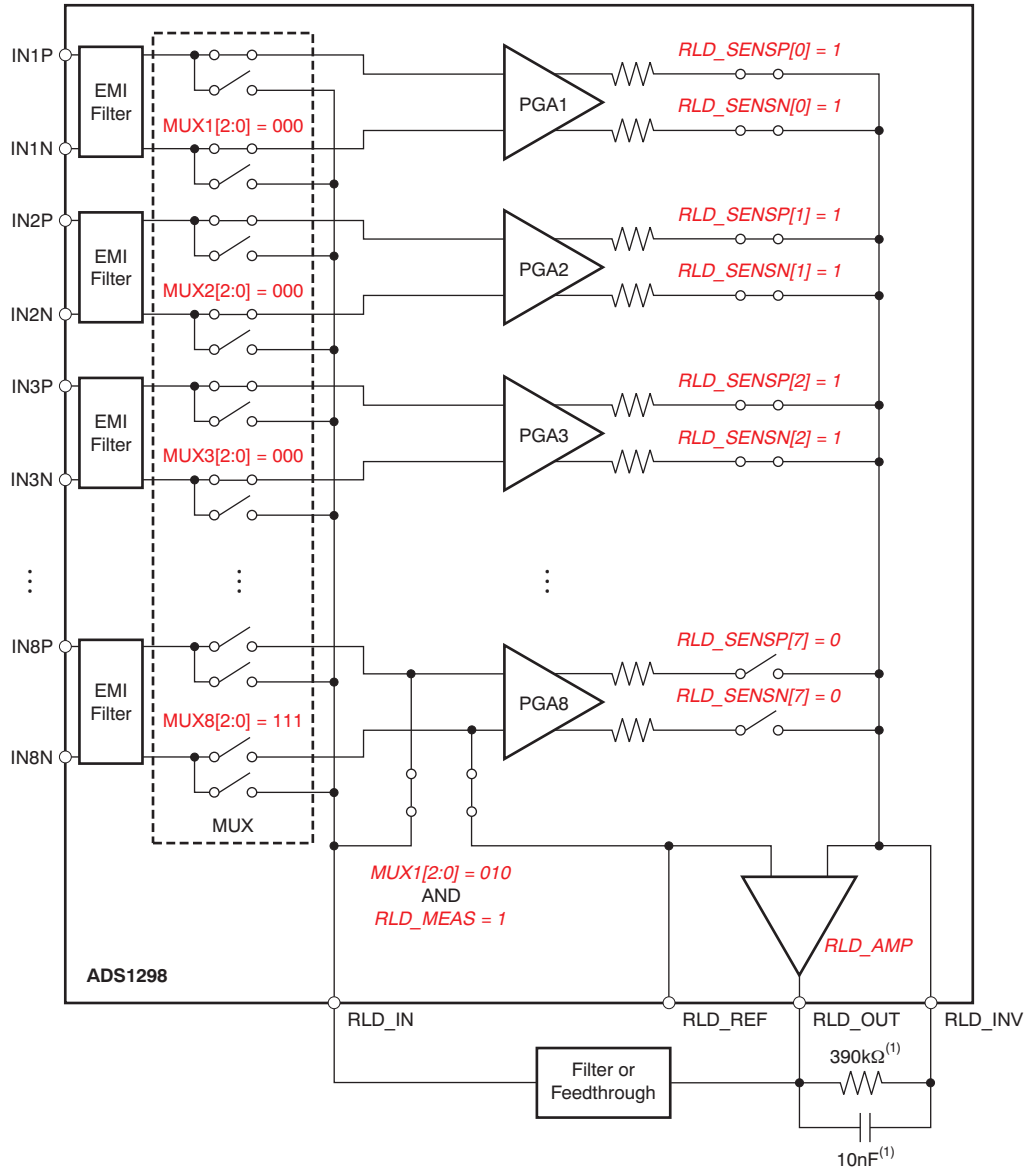 IN1P
EMI
Filter
IN1N
MUX1[2:0] = 000
PGA1
RLD_SENSP[0] = 1
RLD_SENSN[0] = 1
IN2P
EMI
Filter
IN2N
MUX2[2:0] = 000
PGA2
RLD_SENSP[1] = 1
RLD_SENSN[1] = 1
IN3P
EMI
Filter
IN3N
MUX3[2:0] = 000
PGA3
RLD_SENSP[2] = 1
RLD_SENSN[2] = 1
IN8P
EMI
Filter
IN8N
MUX8[2:0] = 111
MUX
PGA8
RLD_SENSP[7] = 0
RLD_SENSN[7] = 0
MUX1[2:0] = 010
AND
RLD_MEAS = 1
RLD_AMP
ADS1298
RLD_IN
RLD_REF
RLD_OUT
RLD_INV
Filter or
Feedthrough
390kΩ(1)
10nF(1)